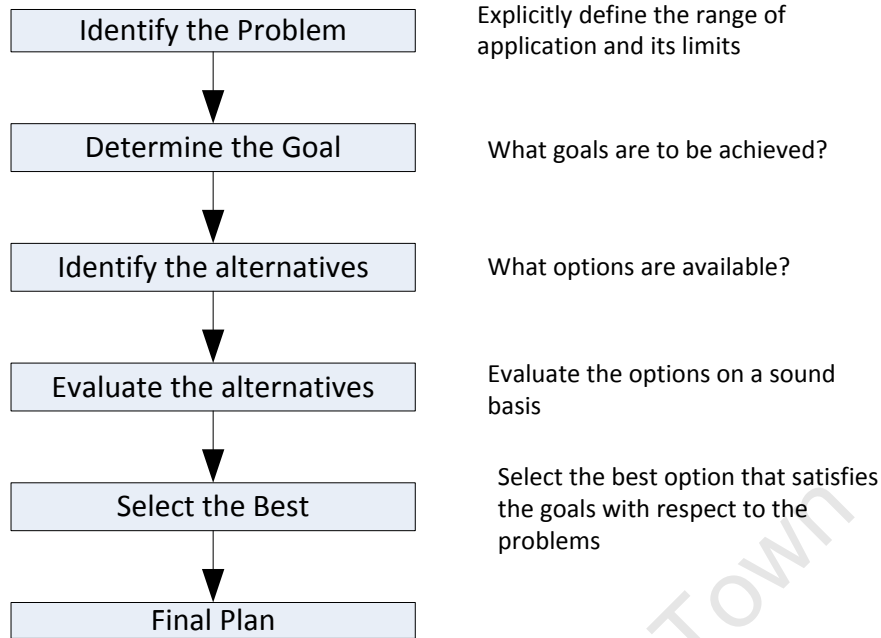 Identify the Problem
Explicitly define the range of
application and its limits
Determine the Goal
What goals are to be achieved?
Identify the alternatives
What options are available?
Evaluate the alternatives
Evaluate the options on a sound
basis
Select the Best
Select the best option that satisfies
the goals with respect to the
problems
Final Plan
Town